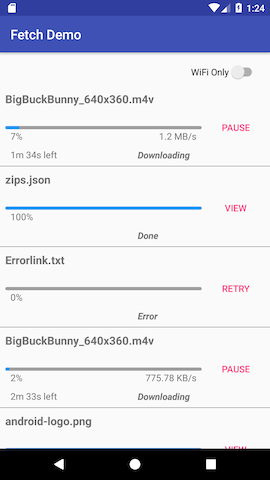 1:24
Fetch Demo
WiFi Only
BigBuckBunny_640x360.m4v
PAUSE
7% 1.2 MB/s
1m 34s left Downloading
zips.json
VIEW
100%
Done
Errorlink.txt
RETRY
0%
Error
BigBuckBunny_640x360.m4v
PAUSE
2% 775.78 KB/s
2m 33s left Downloading
android-logo.png
VIEW